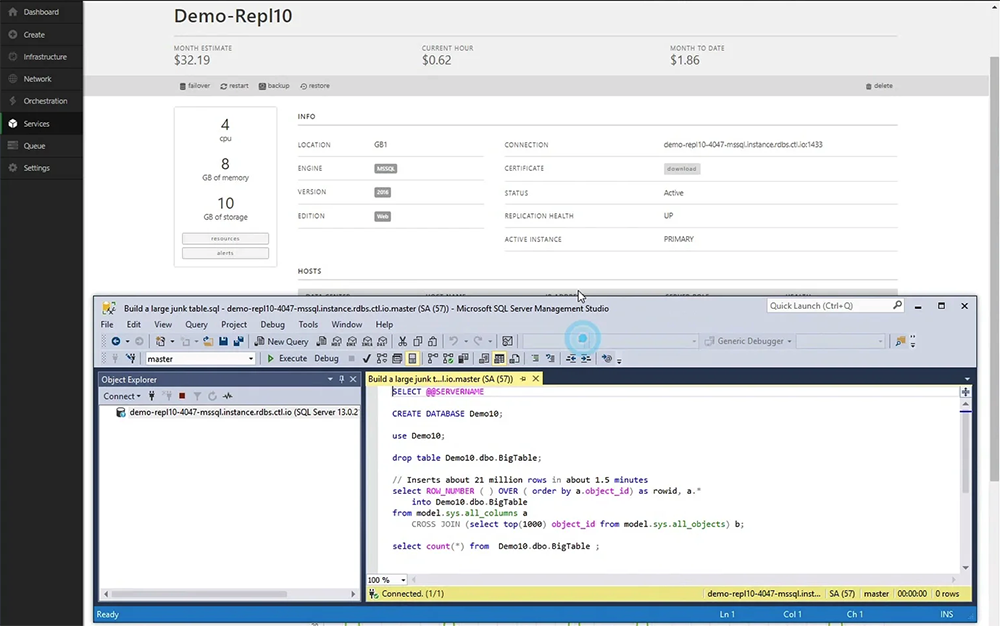 Dashboard
Create
Infrastructure
Network
Orchestration
Services
Queue
Settings
Demo-Repl10
MONTH ESTIMATE
$32.19
CURRENT HOUR
$0.62
MONTH TO DATE
$1.86
failover restart backup restore
delete
4
cpu
8
GB of memory
10
GB of storage
resources
alerts
INFO
LOCATION GB1
ENGINE MSSQL
VERSION 2016
EDITION Web
CONNECTION demo-repl10-4047-mssql.instance.rdbs.ctl.io:1433
CERTIFICATE download
STATUS Active
REPLICATION HEALTH UP
ACTIVE INSTANCE PRIMARY
HOSTS
Build a large junk table.sql - demo-repl10-4047-mssql.instance.rdbs.ctl.io.master (SA (57)) - Microsoft SQL Server Management Studio
Quick Launch (Ctrl+Q)
File Edit View Query Project Debug Tools Window Help
New Query
Generic Debugger
master
Execute Debug
Object Explorer
Connect
demo-repl10-4047-mssql.instance.rdbs.ctl.io (SQL Server 13.0.2
Build a large junk t...l.io.master (SA (57))
SELECT @@SERVERNAME
CREATE DATABASE Demo10;
use Demo10;
drop table Demo10.dbo.BigTable;
// Inserts about 21 million rows in about 1.5 minutes
select ROW_NUMBER ( ) OVER ( order by a.object_id) as rowid, a.*
into Demo10.dbo.BigTable
from model.sys.all_columns a
CROSS JOIN (select top(1000) object_id from model.sys.all_objects) b;
select count(*) from Demo10.dbo.BigTable ;
100 %
Connected. (1/1)
demo-repl10-4047-mssql.inst... SA (57) master 00:00:00 0 rows
Ready
Ln 1 Col 1 Ch 1 INS